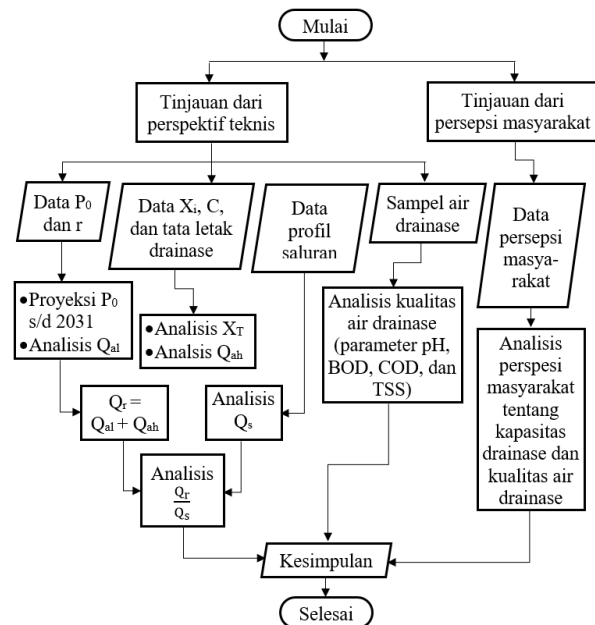 Mulai
Tinjauan dari
perspektif teknis
Tinjauan dari
persepsi masyarakat
Data P₀
dan r
Data Xᵢ, C,
dan tata letak
drainase
Data
profil
saluran
Sampel air
drainase
Data
persepsi
masya-
rakat
•Proyeksi P₀
s/d 2031
•Analisis Qal
•Analisis XT
•Analsis Qah
Analisis kualitas
air drainase
(parameter pH,
BOD, COD, dan
TSS)
Analisis
perspesi
masyarakat
tentang
kapasitas
drainase dan
kualitas air
drainase
Qr =
Qal + Qah
Analisis
Qs
Analisis
Qr
Qs
Kesimpulan
Selesai